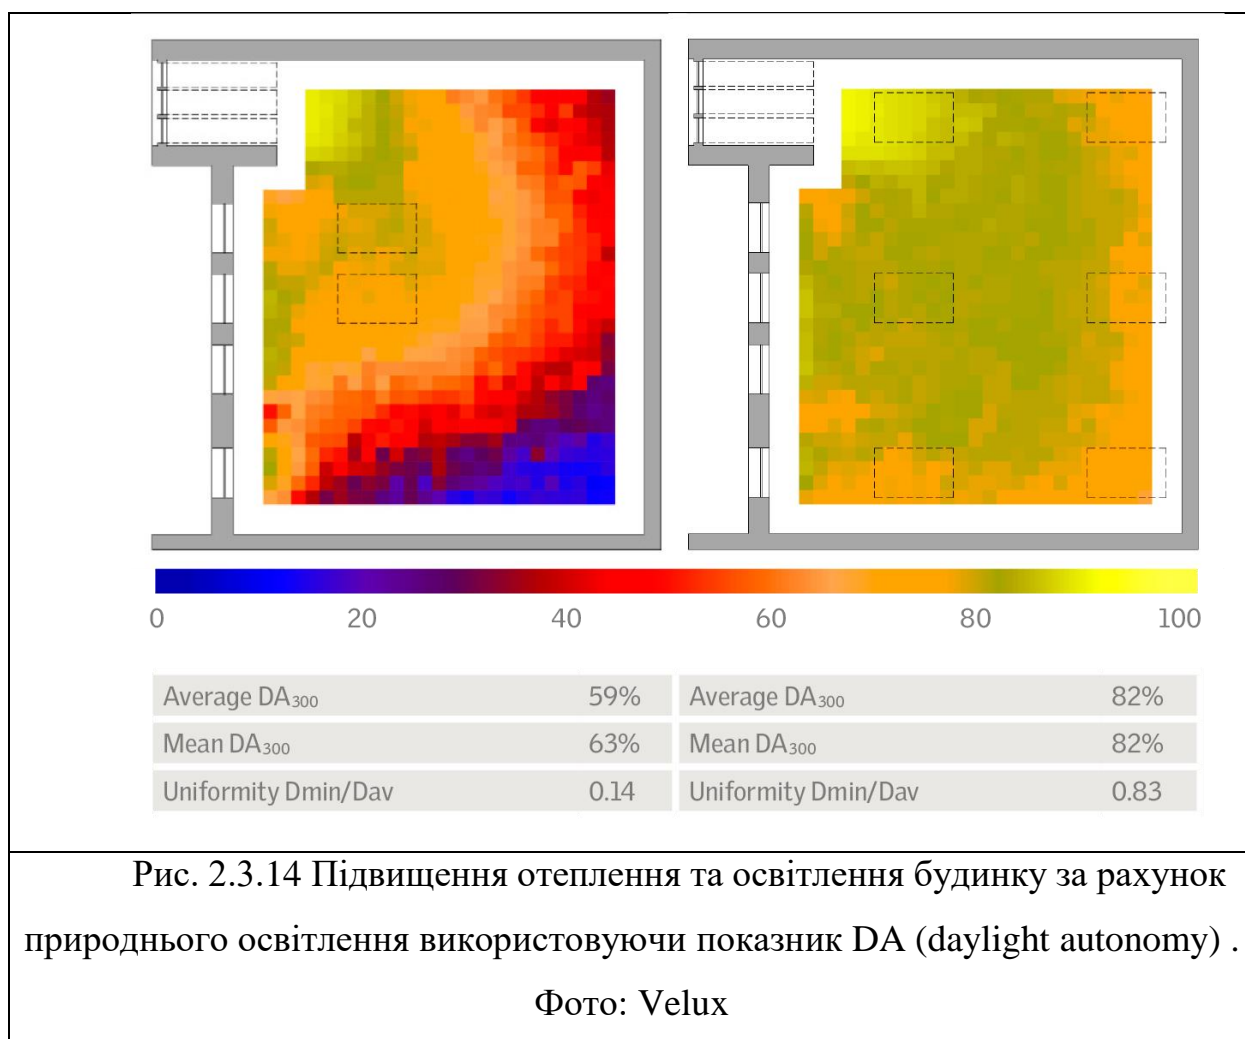 0 20 40 60 80 100
Average DA₃₀₀ 59% Average DA₃₀₀ 82%
Mean DA₃₀₀ 63% Mean DA₃₀₀ 82%
Uniformity Dmin/Dav 0.14 Uniformity Dmin/Dav 0.83
Рис. 2.3.14 Підвищення отеплення та освітлення будинку за рахунок
природнього освітлення використовуючи показник DA (daylight autonomy) .
Фото: Velux